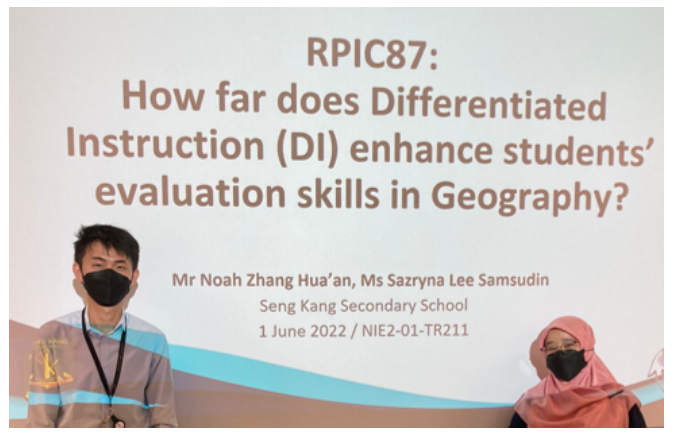 RPIC87:
How far does Differentiated
Instruction (DI) enhance students’
evaluation skills in Geography?
Mr Noah Zhang Hua’an, Ms Sazryna Lee Samsudin
Seng Kang Secondary School
1 June 2022 / NIE2-01-TR211